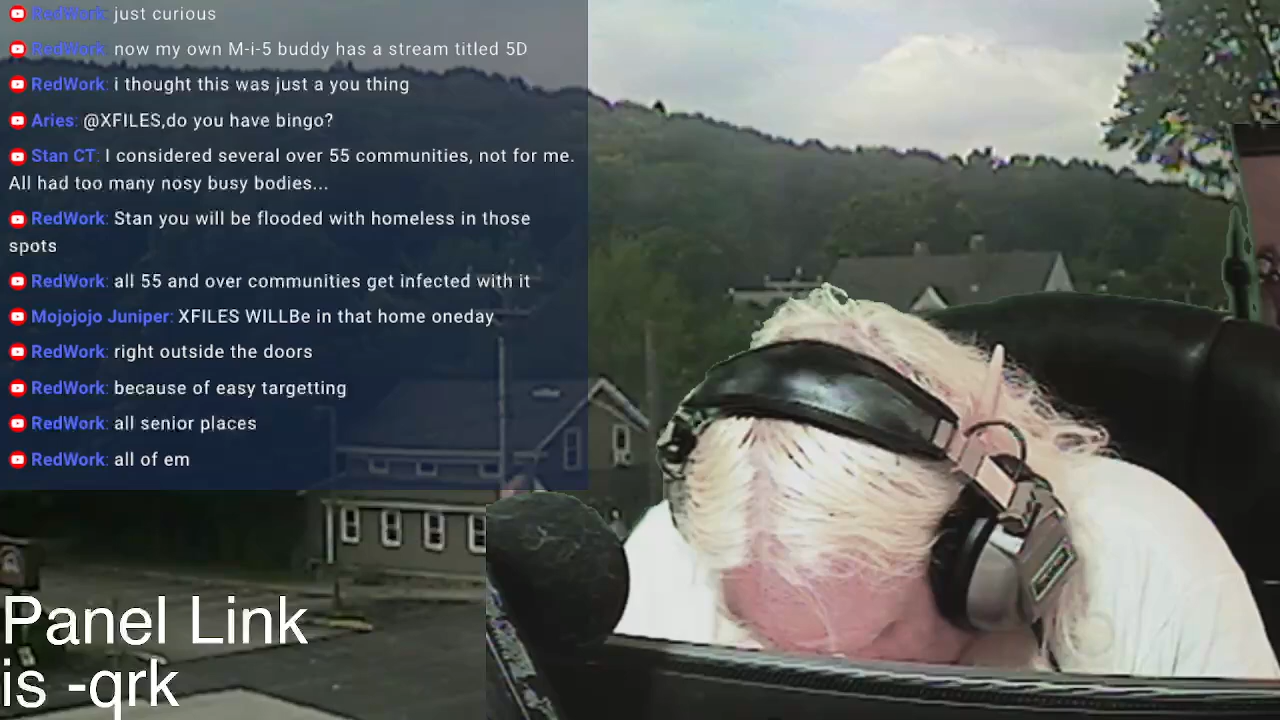 RedWork: just curious
RedWork: now my own M-i-5 buddy has a stream titled 5D
RedWork: i thought this was just a you thing
Aries: @XFILES,do you have bingo?
Stan CT: I considered several over 55 communities, not for me.
All had too many nosy busy bodies...
RedWork: Stan you will be flooded with homeless in those
spots
RedWork: all 55 and over communities get infected with it
Mojojojo Juniper: XFILES WILLBe in that home oneday
RedWork: right outside the doors
RedWork: because of easy targetting
RedWork: all senior places
RedWork: all of em
Panel Link
is -qrk